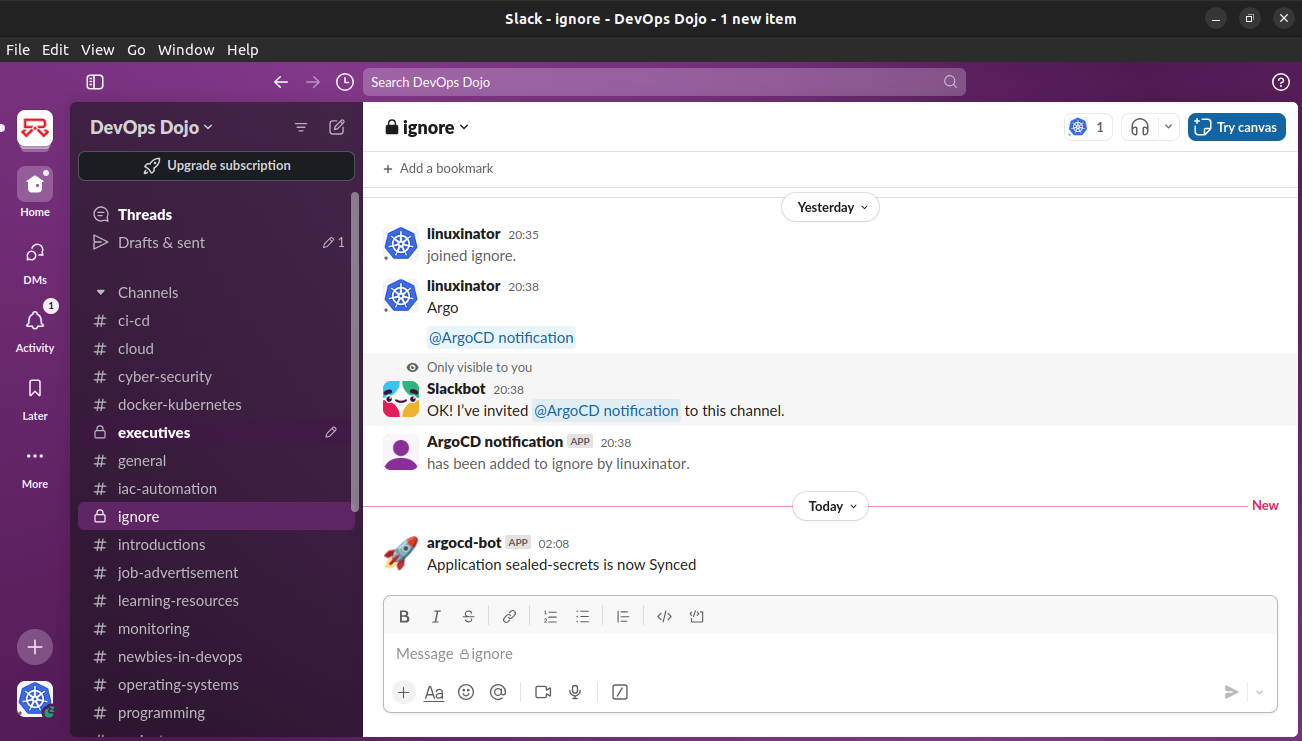 Slack - ignore - DevOps Dojo - 1 new item
File Edit View Go Window Help
Search DevOps Dojo
Home
DMs
1
Activity
Later
More
DevOps Dojo
Upgrade subscription
Threads
Drafts & sent 1
Channels
# ci-cd
# cloud
# cyber-security
# docker-kubernetes
executives
# general
# iac-automation
ignore
# introductions
# job-advertisement
# learning-resources
# monitoring
# newbies-in-devops
# operating-systems
# programming
ignore
1
Try canvas
+ Add a bookmark
Yesterday
linuxinator 20:35
joined ignore.
linuxinator 20:38
Argo
@ArgoCD notification
Only visible to you
Slackbot 20:38
OK! I’ve invited @ArgoCD notification to this channel.
ArgoCD notification APP 20:38
has been added to ignore by linuxinator.
Today
New
argocd-bot APP 02:08
Application sealed-secrets is now Synced
Message ignore
Aa